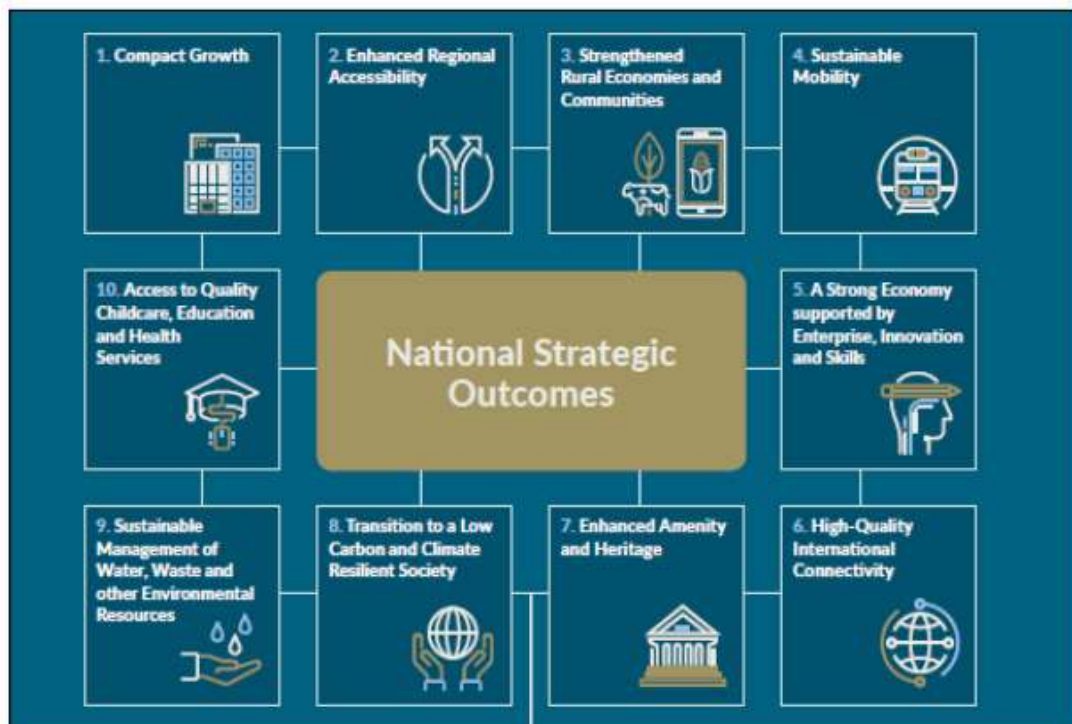 1. Compact Growth
2. Enhanced Regional
Accessibility
3. Strengthened
Rural Economies and
Communities
4. Sustainable
Mobility
10. Access to Quality
Childcare, Education
and Health
Services
National Strategic
Outcomes
5. A Strong Economy
supported by
Enterprise, Innovation
and Skills
9. Sustainable
Management of
Water, Waste and
other Environmental
Resources
8. Transition to a Low
Carbon and Climate
Resilient Society
7. Enhanced Amenity
and Heritage
6. High-Quality
International
Connectivity